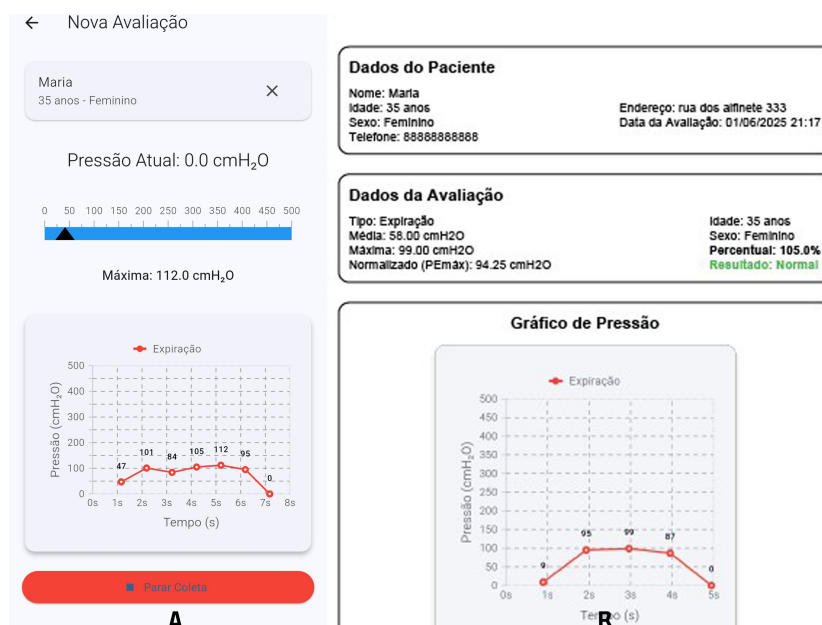 Nova Avaliação
Maria
35 anos - Feminino
Pressão Atual: 0.0 cmH₂O
0 50 100 150 200 250 300 350 400 450 500
Máxima: 112.0 cmH₂O
Expiração
Pressão (cmH₂O)
500
400
300
200
100
0
47 101 84 105 112 95 0
0s 1s 2s 3s 4s 5s 6s 7s 8s
Tempo (s)
Parar Coleta
A
Dados do Paciente
Nome: Maria
Idade: 35 anos
Sexo: Feminino
Telefone: 88888888888
Endereço: rua dos alfinete 333
Data da Avaliação: 01/06/2025 21:17
Dados da Avaliação
Tipo: Expiração
Média: 58.00 cmH2O
Máxima: 99.00 cmH2O
Normalizado (PEmáx): 94.25 cmH2O
Idade: 35 anos
Sexo: Feminino
Percentual: 105.0%
Resultado: Normal
Gráfico de Pressão
Expiração
Pressão (cmH₂O)
500
450
400
350
300
250
200
150
100
50
0
9 95 99 87 0
0s 1s 2s 3s 4s 5s
Tempo (s)
B